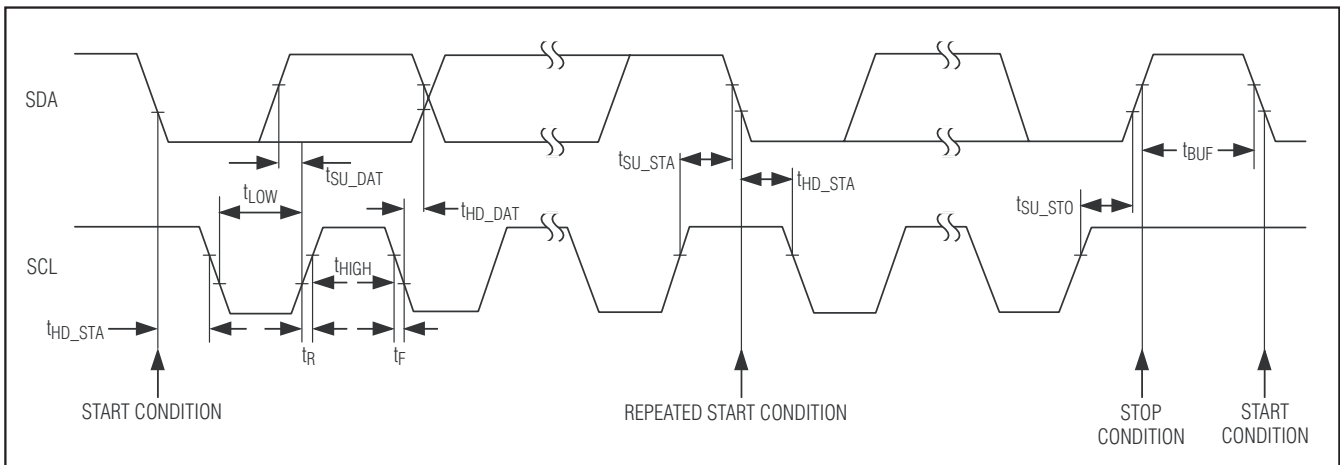 SDA
tSU_DAT
tSU_STA
tBUF
tLOW
tHD_DAT
tHD_STA
tSU_STO
SCL
tHIGH
tHD_STA
tR
tF
START CONDITION
REPEATED START CONDITION
STOP
CONDITION
START
CONDITION